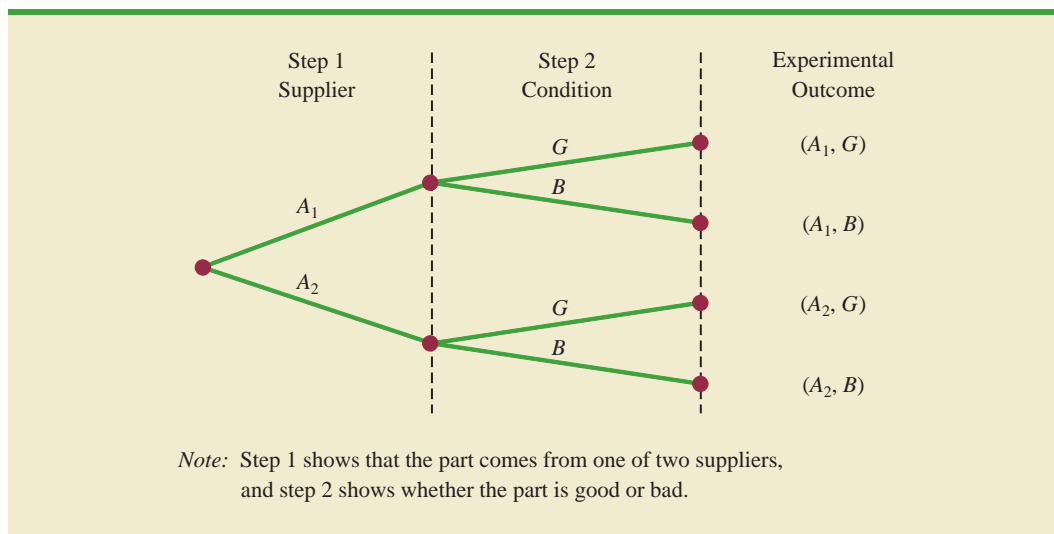 Step 1
Supplier
Step 2
Condition
Experimental
Outcome
G
(A₁, G)
B
A₁
(A₁, B)
A₂
G
(A₂, G)
B
(A₂, B)
Note: Step 1 shows that the part comes from one of two suppliers,
and step 2 shows whether the part is good or bad.